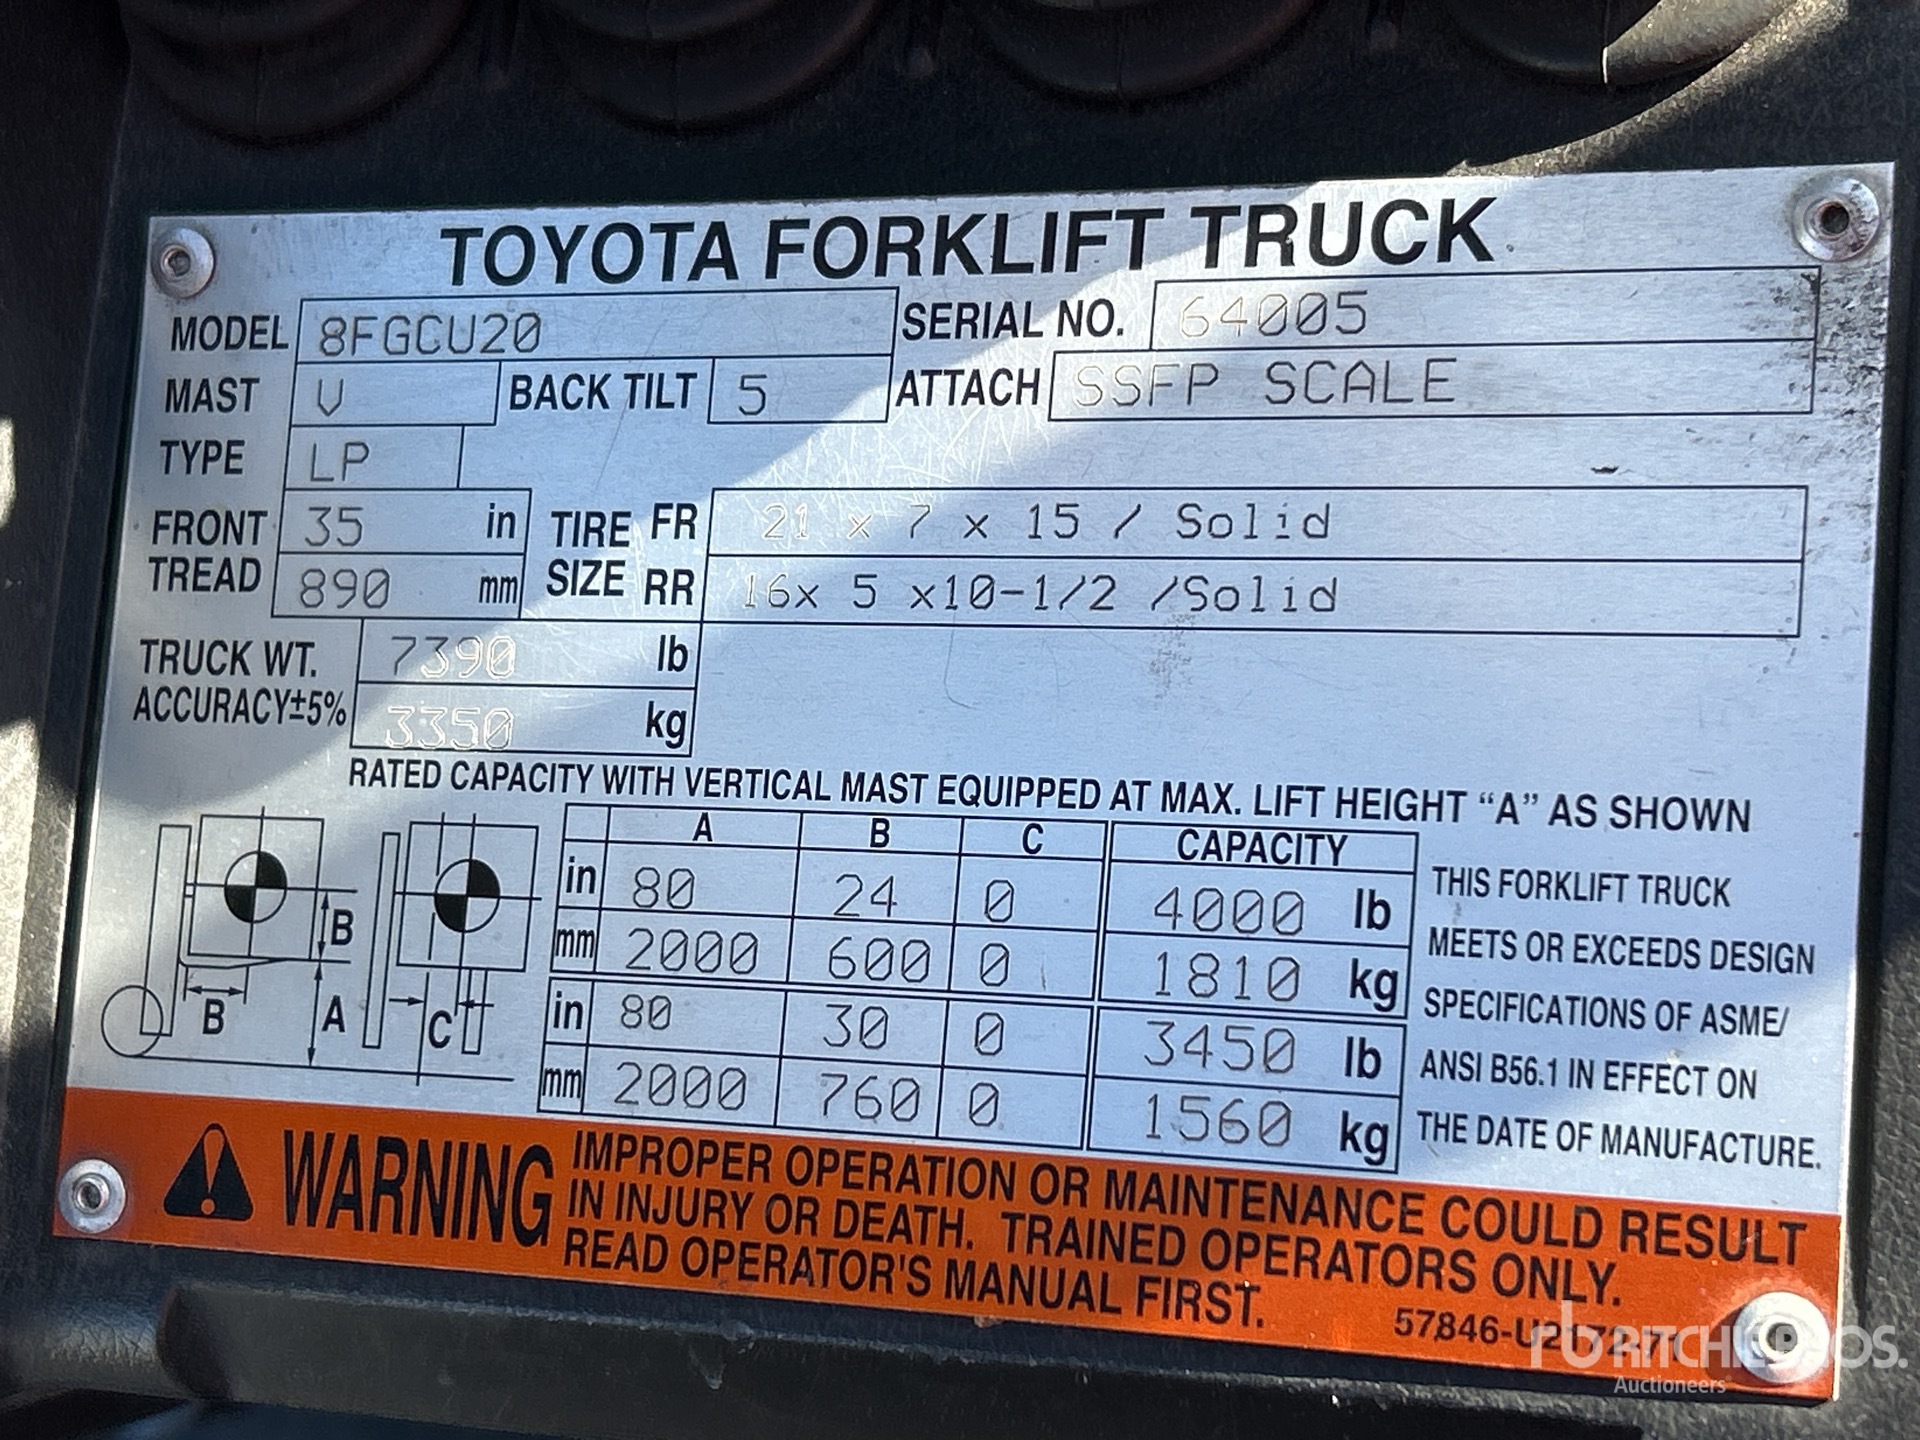 TOYOTA FORKLIFT TRUCK
MODEL 8FGCU20 SERIAL NO. 64005
MAST V BACK TILT 5 ATTACH SSFP SCALE
TYPE LP
FRONT TREAD 35 in TIRE SIZE FR 21 x 7 x 15 / Solid
890 mm RR 16x 5 x10-1/2 /Solid
TRUCK WT. 7390 lb
ACCURACY±5% 3350 kg
RATED CAPACITY WITH VERTICAL MAST EQUIPPED AT MAX. LIFT HEIGHT “A” AS SHOWN
A B C CAPACITY
in 80 24 0 4000 lb
mm 2000 600 0 1810 kg
in 80 30 0 3450 lb
mm 2000 760 0 1560 kg
B
B A C
THIS FORKLIFT TRUCK
MEETS OR EXCEEDS DESIGN
SPECIFICATIONS OF ASME/
ANSI B56.1 IN EFFECT ON
THE DATE OF MANUFACTURE.
WARNING
IMPROPER OPERATION OR MAINTENANCE COULD RESULT
IN INJURY OR DEATH. TRAINED OPERATORS ONLY.
READ OPERATOR'S MANUAL FIRST.
57846-U2172-71
rb RITCHIE BROS.
Auctioneers